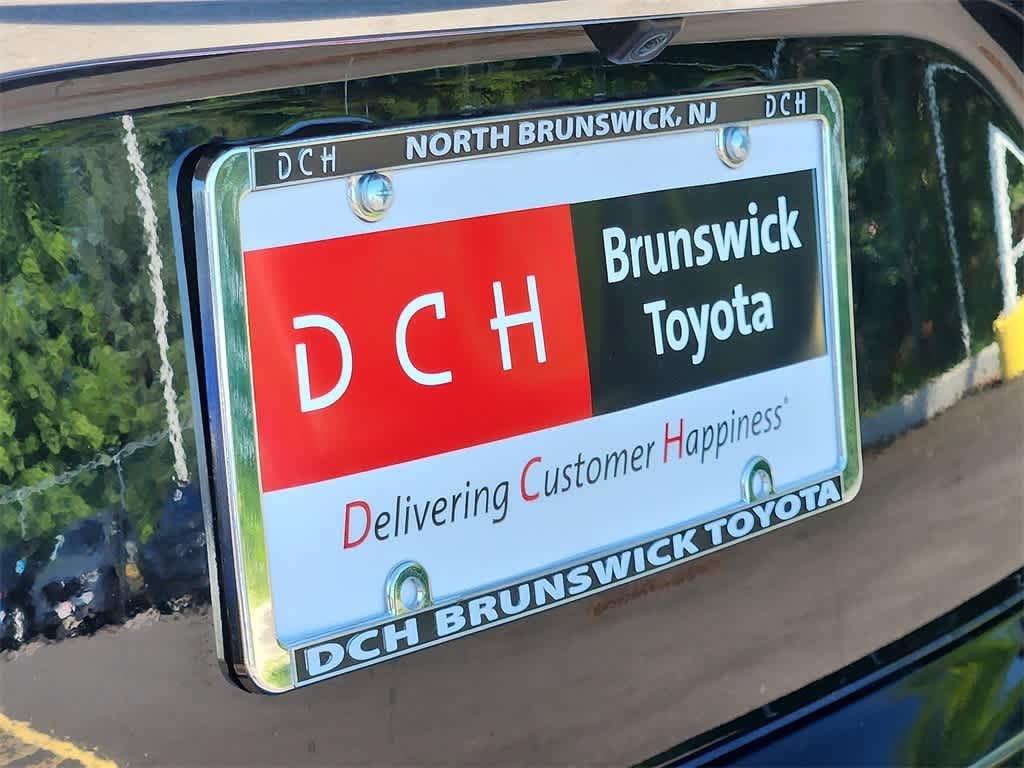 DCH NORTH BRUNSWICK, NJ DCH
DCH
Brunswick
Toyota
Delivering Customer Happiness®
DCH BRUNSWICK TOYOTA